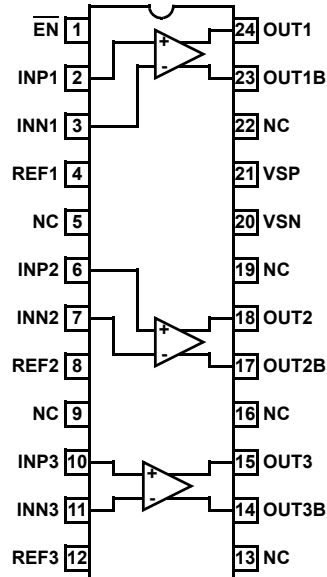 EN 1 24 OUT1
INP1 2 + - 23 OUT1B
INN1 3 22 NC
REF1 4 21 VSP
NC 5 20 VSN
INP2 6 19 NC
INN2 7 + - 18 OUT2
REF2 8 17 OUT2B
NC 9 16 NC
INP3 10 + - 15 OUT3
INN3 11 14 OUT3B
REF3 12 13 NC